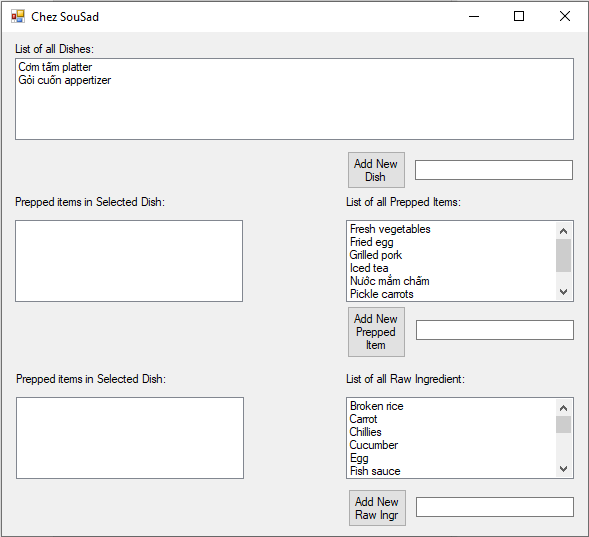 Chez SouSad
List of all Dishes:
Cơm tấm platter
Gỏi cuốn appertizer
Add New
Dish
Prepped items in Selected Dish:
List of all Prepped Items:
Fresh vegetables
Fried egg
Grilled pork
Iced tea
Nước mắm chấm
Pickle carrots
Add New
Prepped
Item
Prepped items in Selected Dish:
List of all Raw Ingredient:
Broken rice
Carrot
Chillies
Cucumber
Egg
Fish sauce
Add New
Raw Ingr